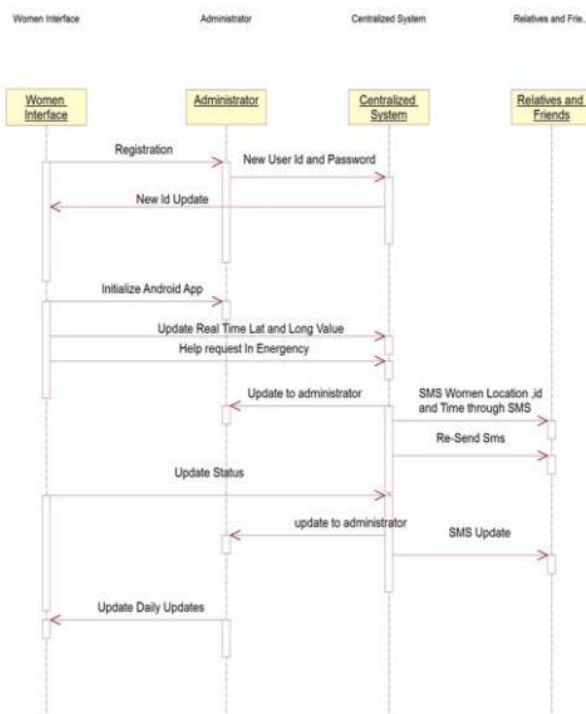 Women Interface
Administrator
Centralized System
Relatives and Frie..
Women
Interface
Administrator
Centralized
System
Relatives and
Friends
Registration
New User Id and Password
New Id Update
Initialize Android App
Update Real Time Lat and Long Value
Help request In Energency
Update to administrator
SMS Women Location ,id
and Time through SMS
Re-Send Sms
Update Status
update to administrator
SMS Update
Update Daily Updates